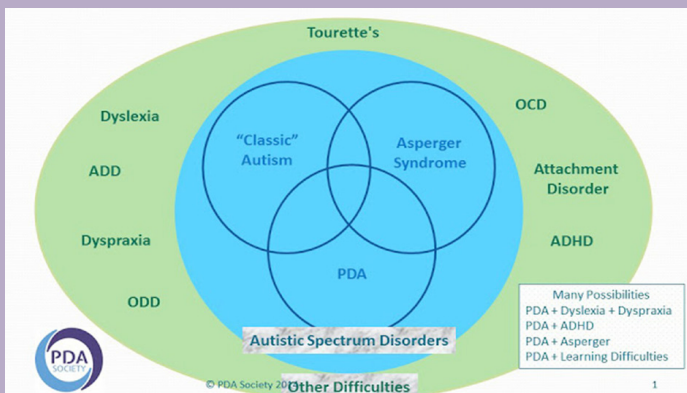 Tourette's
Dyslexia
OCD
"Classic"
Autism
Asperger
Syndrome
ADD
Attachment
Disorder
Dyspraxia
ADHD
PDA
ODD
Many Possibilities
PDA + Dyslexia + Dyspraxia
PDA + ADHD
PDA + Asperger
PDA + Learning Difficulties
Autistic Spectrum Disorders
PDA
SOCIETY
© PDA Society
Other Difficulties
1